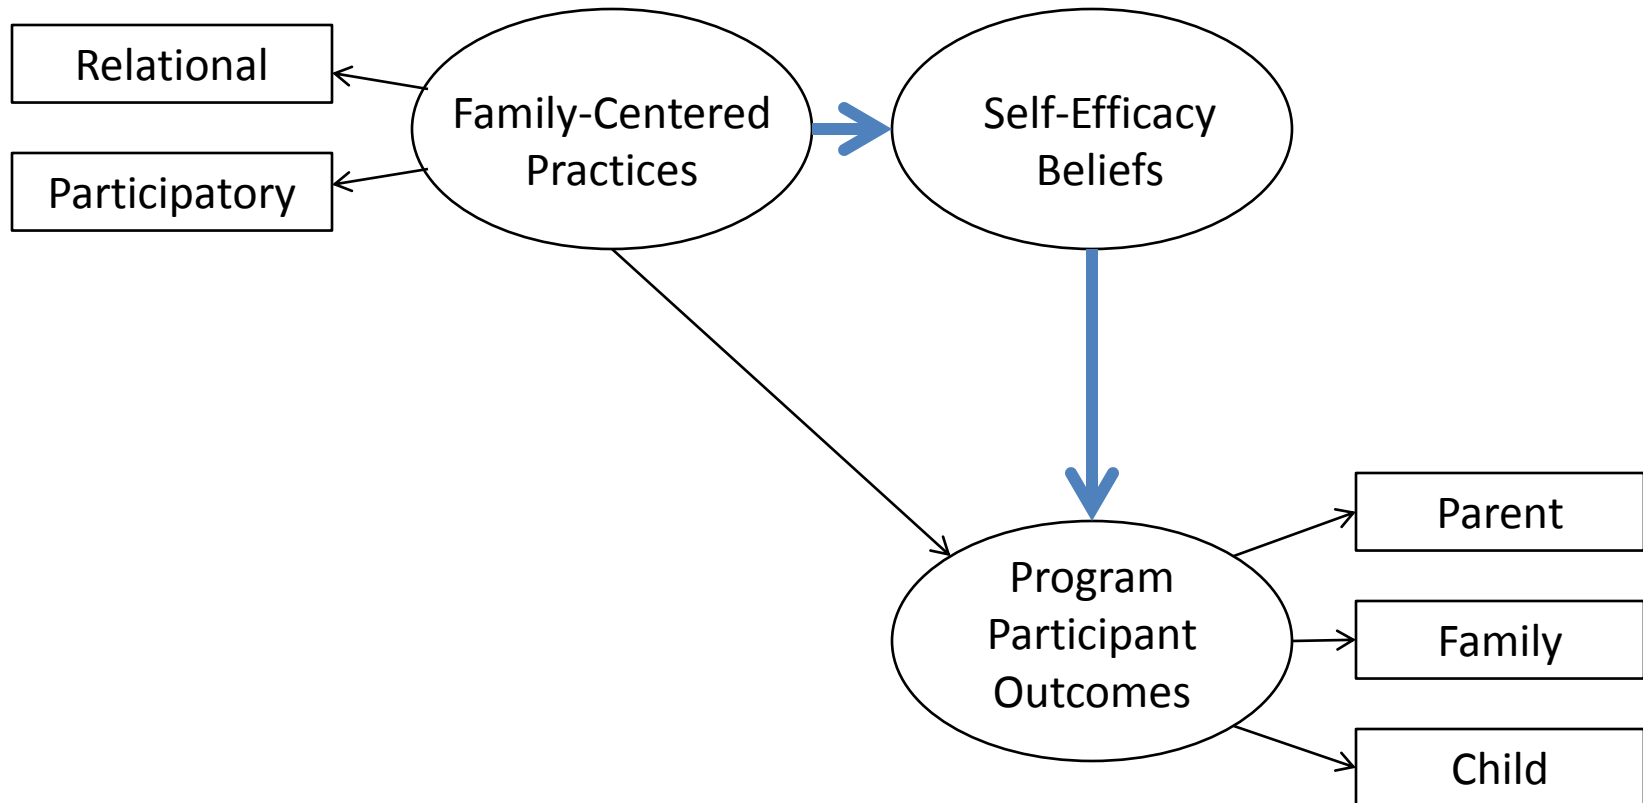 Relational
Participatory
Family-Centered
Practices
Self-Efficacy
Beliefs
Program
Participant
Outcomes
Parent
Family
Child